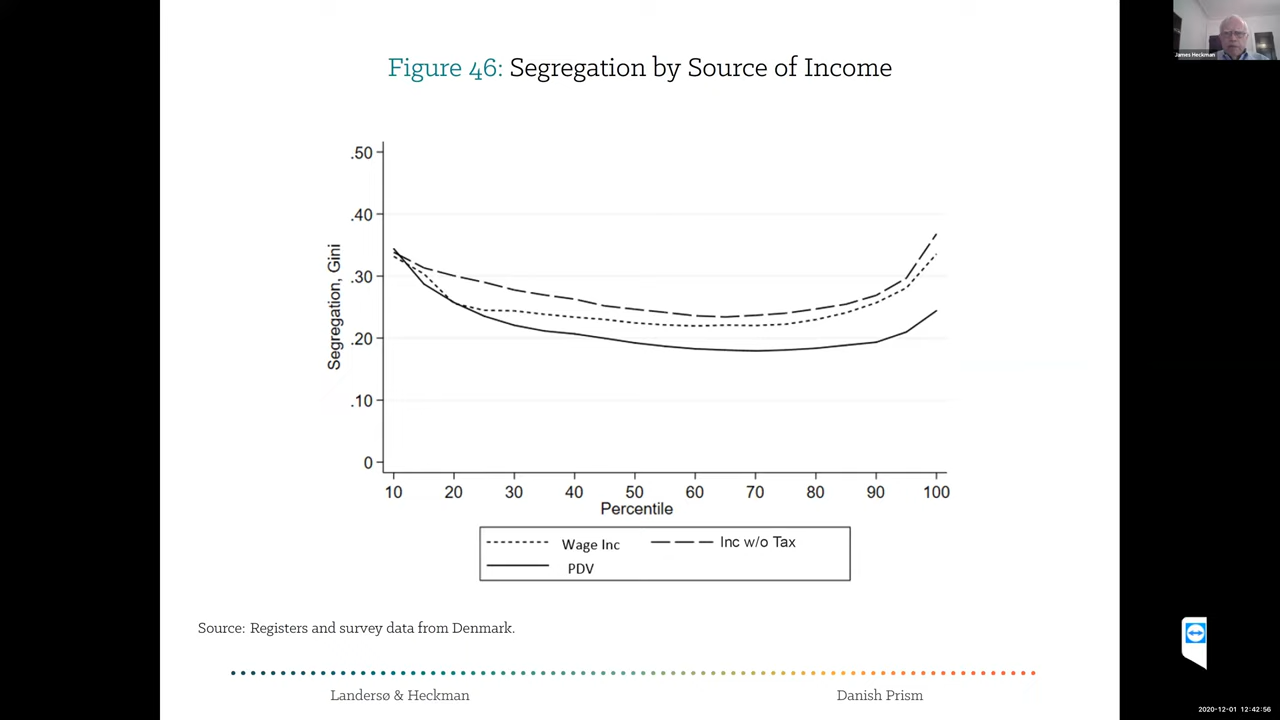 James Heckman
Figure 46: Segregation by Source of Income
Segregation, Gini
.50
.40
.30
.20
.10
0
10 20 30 40 50 60 70 80 90 100
Percentile
Wage Inc Inc w/o Tax
PDV
Source: Registers and survey data from Denmark.
Landersø & Heckman Danish Prism
2020-12-01 12:42:56